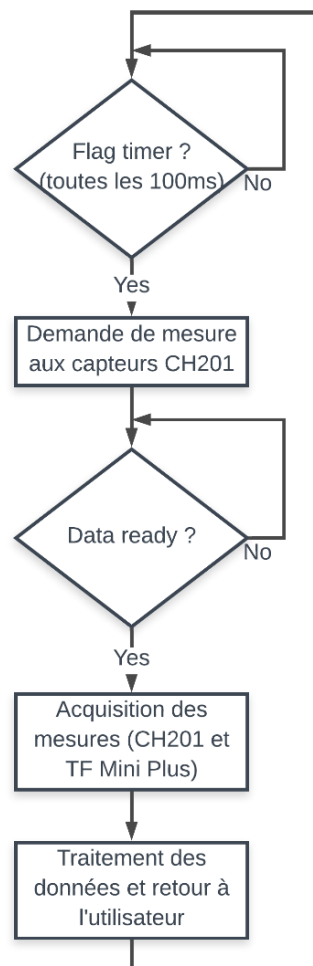 Flag timer ?
(toutes les 100ms)
No
Yes
Demande de mesure
aux capteurs CH201
Data ready ?
No
Yes
Acquisition des
mesures (CH201 et
TF Mini Plus)
Traitement des
données et retour à
l'utilisateur